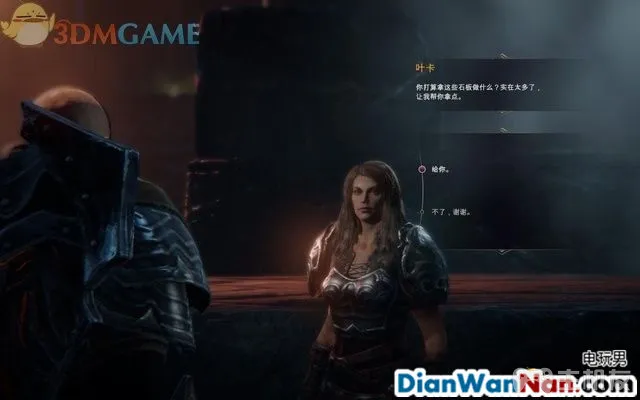 3DMGAME
叶卡
你打算拿这些石板做什么？实在太多了，
让我帮你拿点。
给你。
不了，谢谢。
电玩男
DianWanNan.com